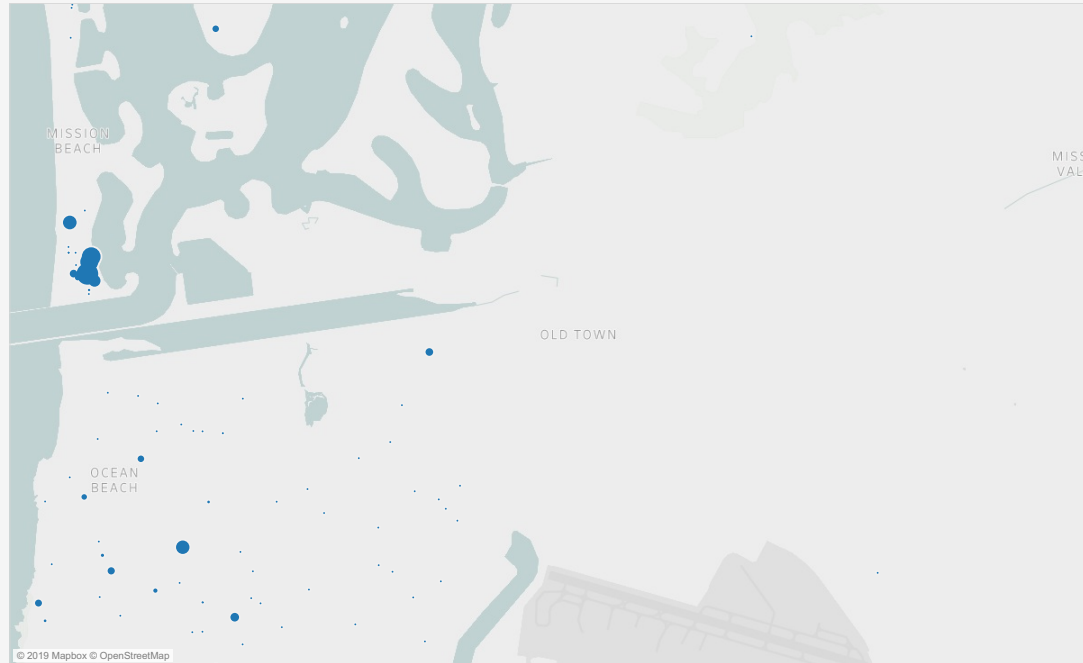 MISSION
BEACH
MISS
VAL
OLD TOWN
OCEAN
BEACH
© 2019 Mapbox © OpenStreetMap